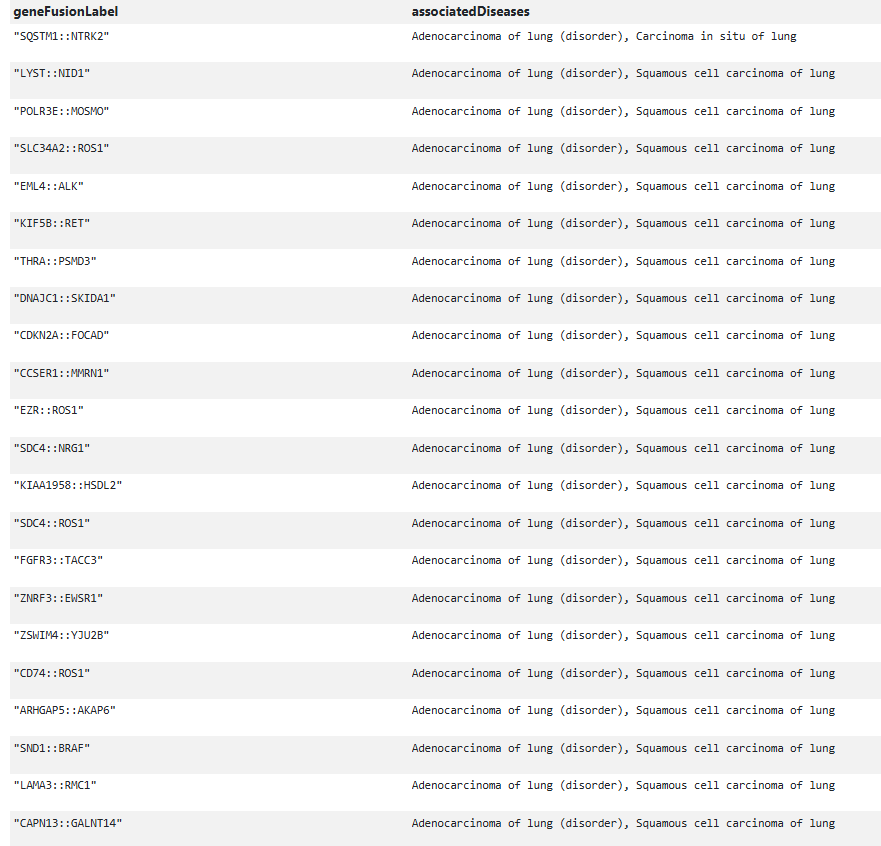 geneFusionLabel associatedDiseases
"SQSTM1::NTRK2" Adenocarcinoma of lung (disorder), Carcinoma in situ of lung
"LYST::NID1" Adenocarcinoma of lung (disorder), Squamous cell carcinoma of lung
"POLR3E::MOSMO" Adenocarcinoma of lung (disorder), Squamous cell carcinoma of lung
"SLC34A2::ROS1" Adenocarcinoma of lung (disorder), Squamous cell carcinoma of lung
"EML4::ALK" Adenocarcinoma of lung (disorder), Squamous cell carcinoma of lung
"KIF5B::RET" Adenocarcinoma of lung (disorder), Squamous cell carcinoma of lung
"THRA::PSMD3" Adenocarcinoma of lung (disorder), Squamous cell carcinoma of lung
"DNAJC1::SKIDA1" Adenocarcinoma of lung (disorder), Squamous cell carcinoma of lung
"CDKN2A::FOCAD" Adenocarcinoma of lung (disorder), Squamous cell carcinoma of lung
"CCSER1::MMRN1" Adenocarcinoma of lung (disorder), Squamous cell carcinoma of lung
"EZR::ROS1" Adenocarcinoma of lung (disorder), Squamous cell carcinoma of lung
"SDC4::NRG1" Adenocarcinoma of lung (disorder), Squamous cell carcinoma of lung
"KIAA1958::HSDL2" Adenocarcinoma of lung (disorder), Squamous cell carcinoma of lung
"SDC4::ROS1" Adenocarcinoma of lung (disorder), Squamous cell carcinoma of lung
"FGFR3::TACC3" Adenocarcinoma of lung (disorder), Squamous cell carcinoma of lung
"ZNRF3::EWSR1" Adenocarcinoma of lung (disorder), Squamous cell carcinoma of lung
"ZSWIM4::YJU2B" Adenocarcinoma of lung (disorder), Squamous cell carcinoma of lung
"CD74::ROS1" Adenocarcinoma of lung (disorder), Squamous cell carcinoma of lung
"ARHGAP5::AKAP6" Adenocarcinoma of lung (disorder), Squamous cell carcinoma of lung
"SND1::BRAF" Adenocarcinoma of lung (disorder), Squamous cell carcinoma of lung
"LAMA3::RMC1" Adenocarcinoma of lung (disorder), Squamous cell carcinoma of lung
"CAPN13::GALNT14" Adenocarcinoma of lung (disorder), Squamous cell carcinoma of lung